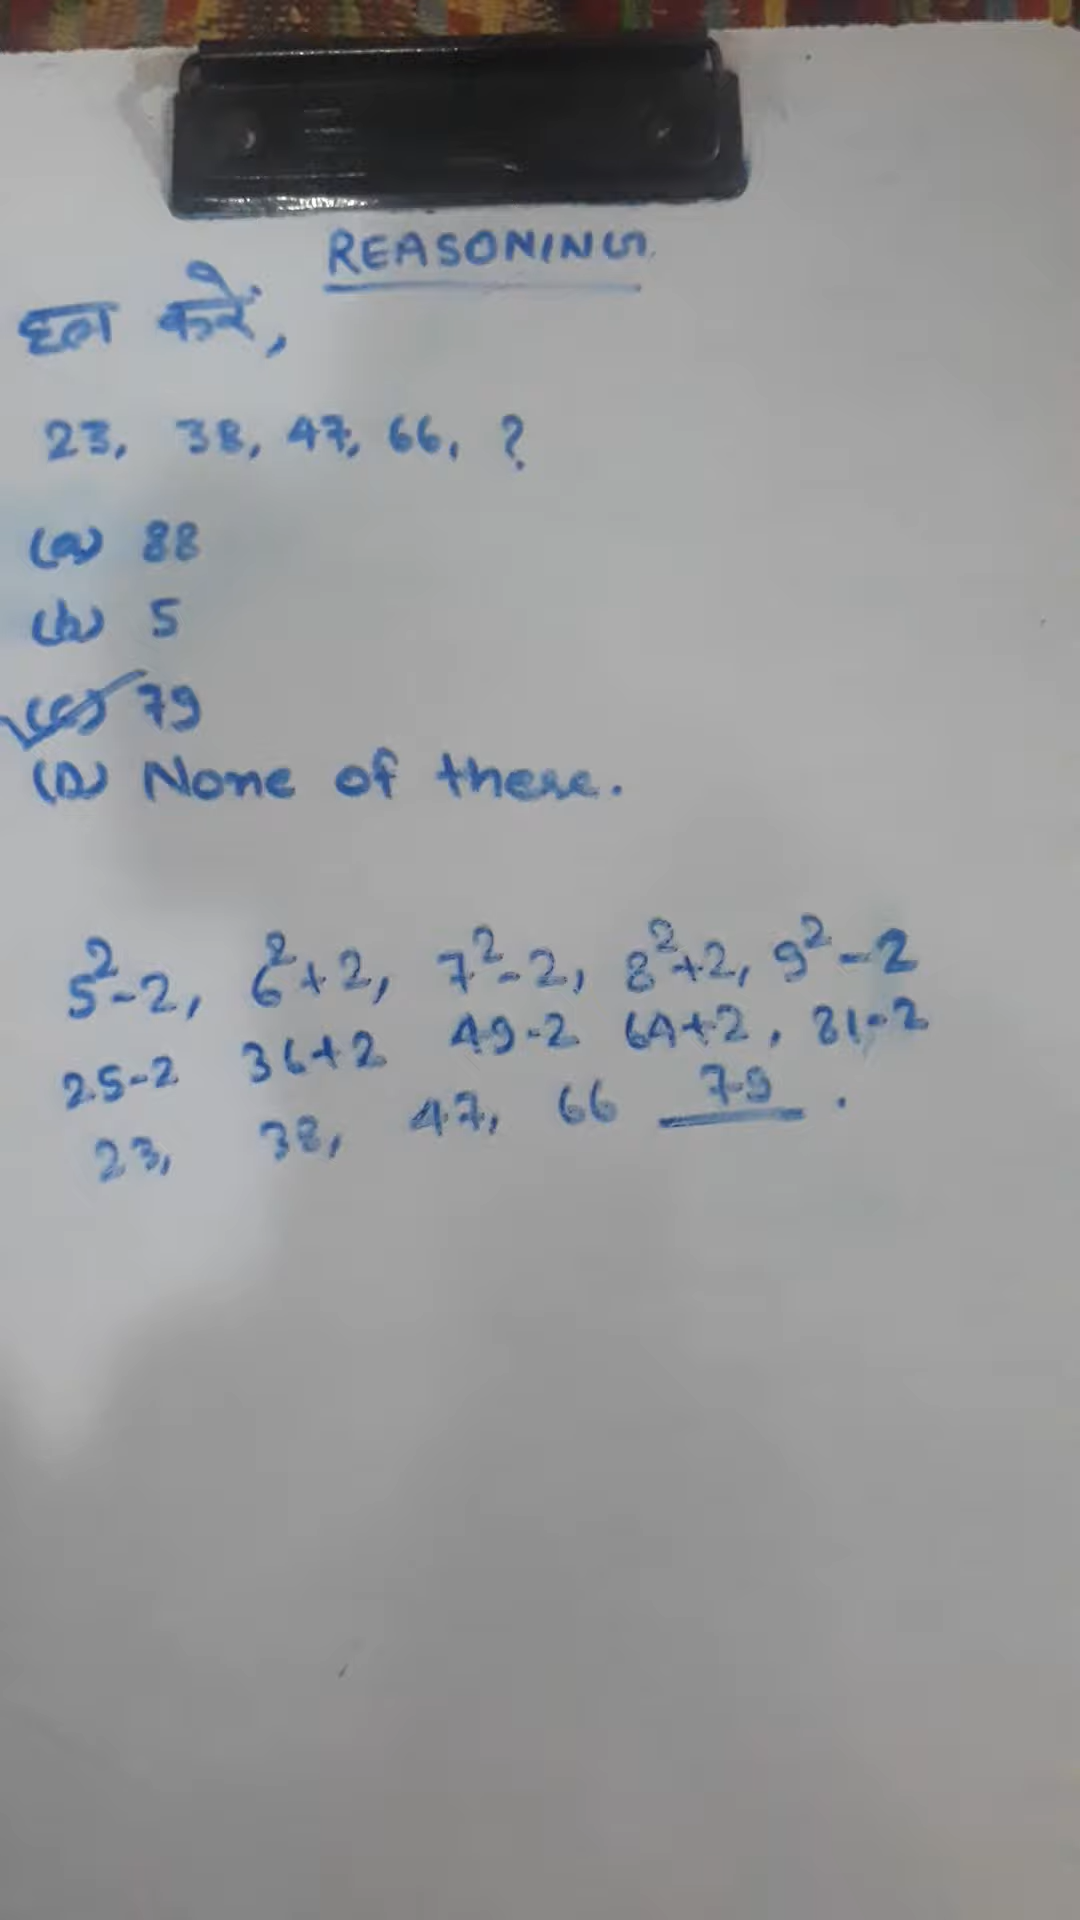 REASONING.
हल करें,
23, 38, 47, 66, ?
(a) 88
(b) 5
(c) 79
(D) None of these.
5²-2, 6²+2, 7²-2, 8²+2, 9²-2
25-2 36+2 49-2 64+2, 81-2
23, 38, 47, 66 79.